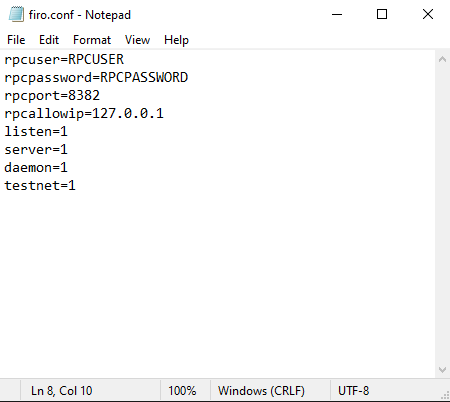 firo.conf - Notepad
File Edit Format View Help
rpcuser=RPCUSER
rpcpassword=RPCPASSWORD
rpcport=8382
rpcallowip=127.0.0.1
listen=1
server=1
daemon=1
testnet=1
Ln 8, Col 10 100% Windows (CRLF) UTF-8